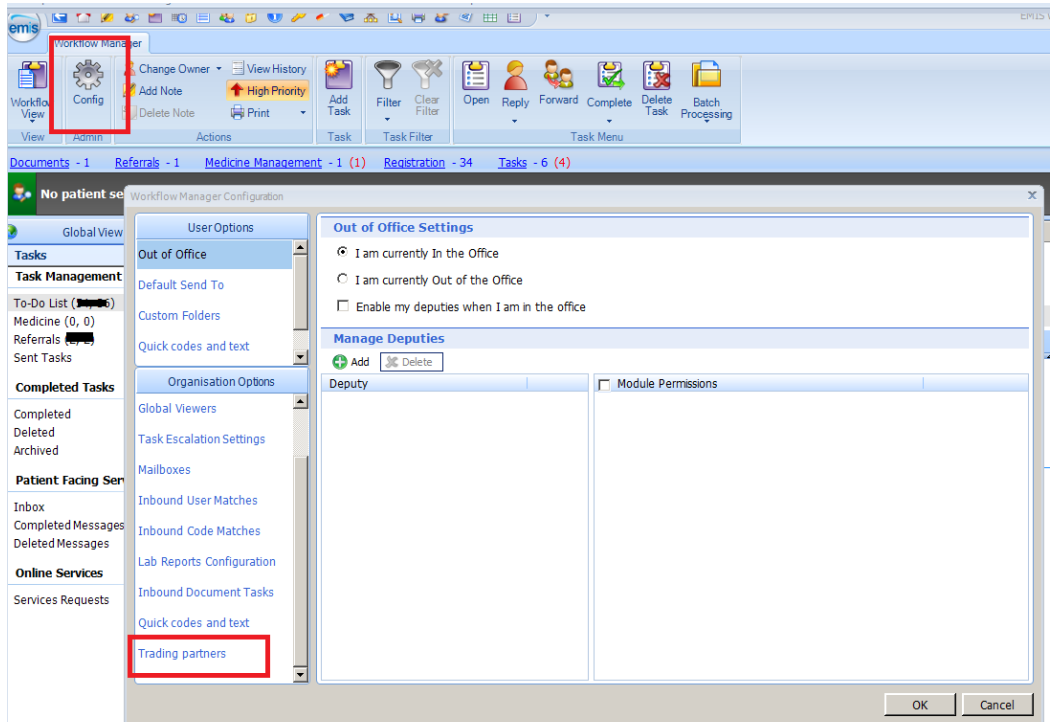 emis
EMIS
Workflow Manager
Change Owner
View History
Workflow View
Config
Add Note
High Priority
Add Task
Filter
Clear Filter
Open
Reply
Forward
Complete
Delete Task
Batch Processing
Delete Note
Print
View
Admin
Actions
Task
Task Filter
Task Menu
Documents - 1
Referrals - 1
Medicine Management - 1 (1)
Registration - 34
Tasks - 6 (4)
No patient se
Workflow Manager Configuration
x
Global View
Tasks
Task Management
To-Do List (
6)
Medicine (0, 0)
Referrals
Sent Tasks
Completed Tasks
Completed
Deleted
Archived
Patient Facing Ser
Inbox
Completed Messages
Deleted Messages
Online Services
Services Requests
User Options
Out of Office
Default Send To
Custom Folders
Quick codes and text
Organisation Options
Global Viewers
Task Escalation Settings
Mailboxes
Inbound User Matches
Inbound Code Matches
Lab Reports Configuration
Inbound Document Tasks
Quick codes and text
Trading partners
Out of Office Settings
I am currently In the Office
I am currently Out of the Office
Enable my deputies when I am in the office
Manage Deputies
Add
Delete
Deputy
Module Permissions
OK
Cancel